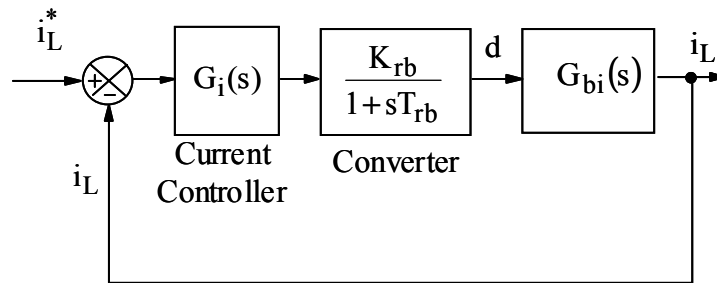 i*L
+
−
Gi(s)
Krb
1+sTrb
d
Gbi(s)
iL
Current
Controller
Converter
iL